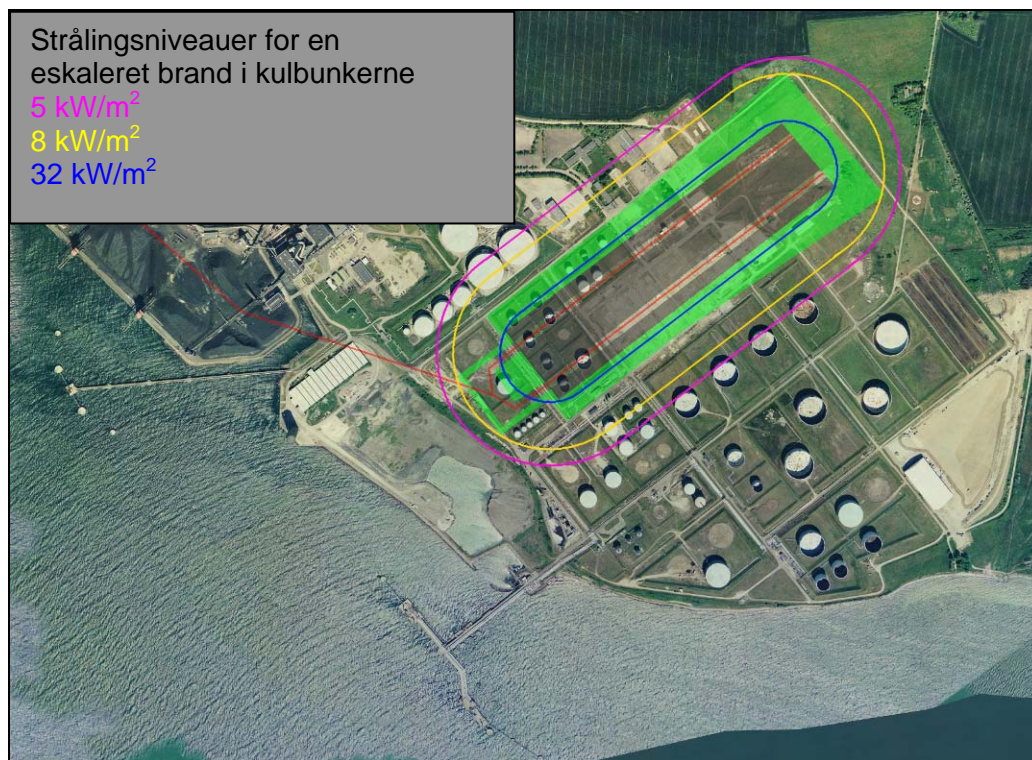 Strålingsniveauer for en
eskaleret brand i kulbunkerne
5 kW/m²
8 kW/m²
32 kW/m²